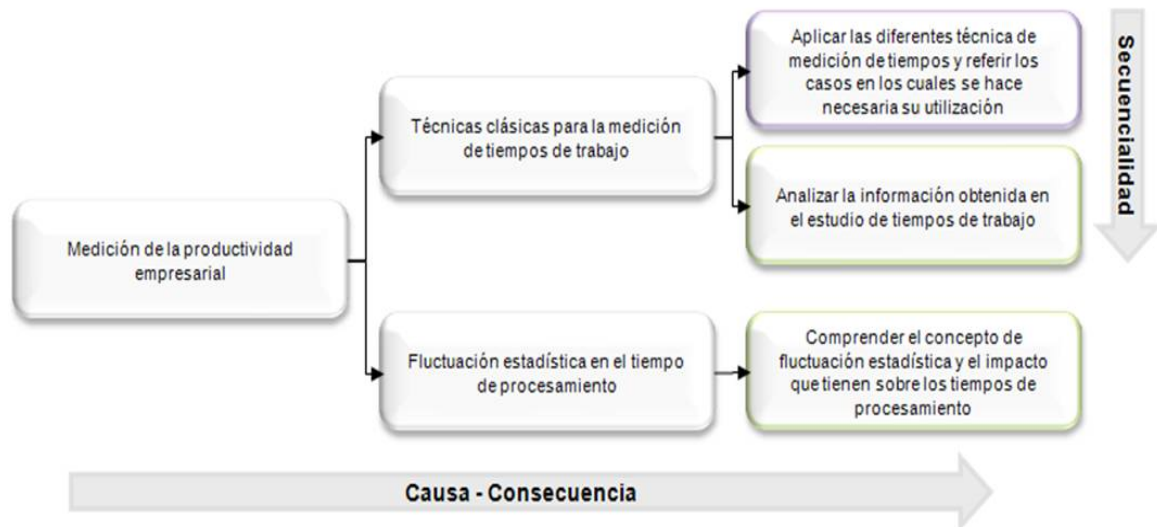 Medición de la productividad
empresarial
Técnicas clásicas para la medición
de tiempos de trabajo
Aplicar las diferentes técnica de
medición de tiempos y referir los
casos en los cuales se hace
necesaria su utilización
Analizar la información obtenida en
el estudio de tiempos de trabajo
Fluctuación estadística en el tiempo
de procesamiento
Comprender el concepto de
fluctuación estadística y el impacto
que tienen sobre los tiempos de
procesamiento
Secuencialidad
Causa - Consecuencia